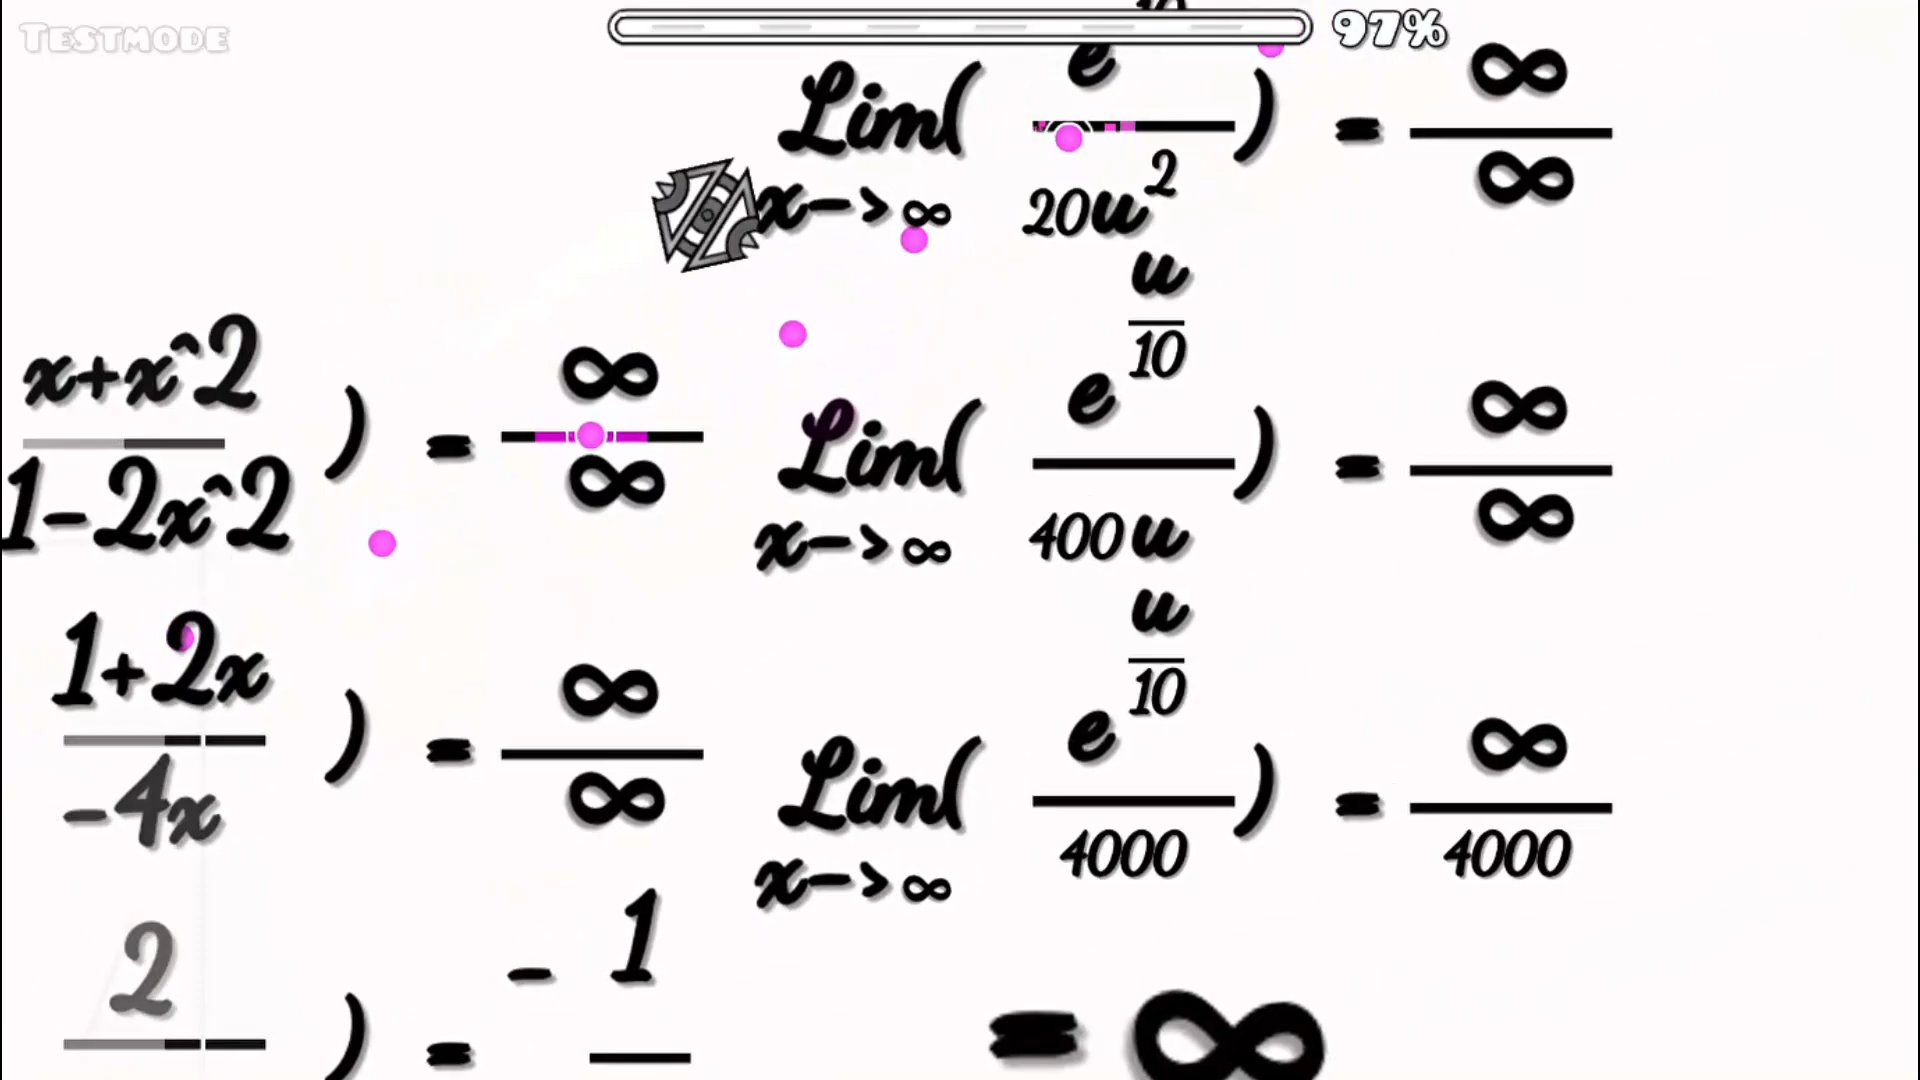 TESTMODE
97%
10
Lim( e ) = ∞
x-> ∞ 20u^2 ∞
x+x^2 ) = ∞
1-2x^2 ∞
u
10
Lim( e ) = ∞
x-> ∞ 400u ∞
1+2x ) = ∞
-4x ∞
u
10
Lim( e ) = ∞
x-> ∞ 4000 4000
2 ) = - 1
= ∞